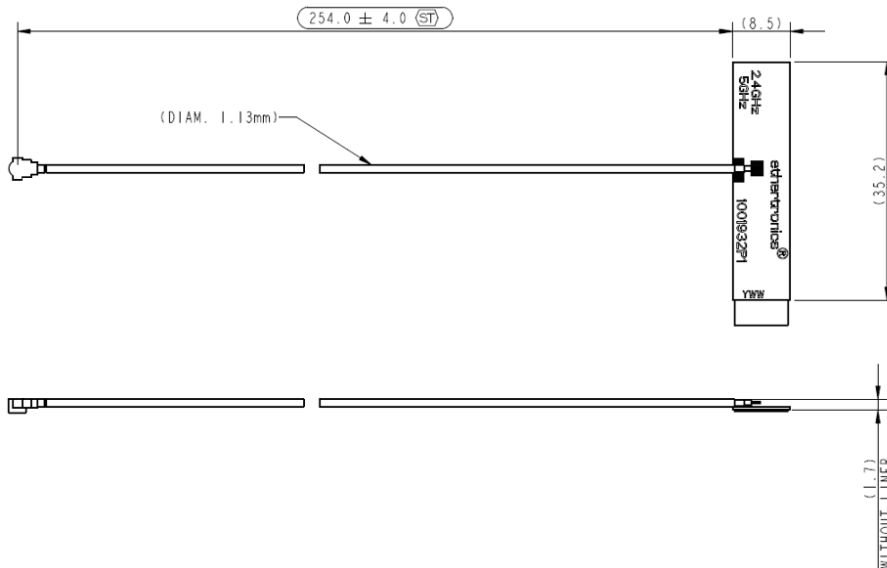 254.0 ± 4.0 ST
(8.5)
(DIAM. 1.13mm)
2.4GHz
5GHz
ethertronics®
1001932P1
YWW
(35.2)
(1.7)
WITHOUT LINER